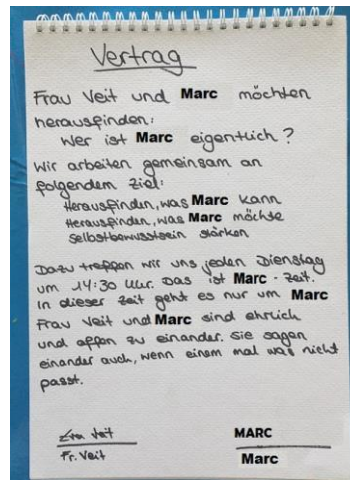 Vertrag
Frau Veit und Marc möchten
herausfinden:
Wer ist Marc eigentlich?
Wir arbeiten gemeinsam an
folgendem Ziel:
Herausfinden, was Marc kann
Herausfinden, was Marc möchte
Selbstbewusstsein stärken
Dazu treffen wir uns jeden Dienstag
um 14:30 Uhr. Das ist Marc - Zeit.
In dieser Zeit geht es nur um Marc
Frau Veit und Marc sind ehrlich
und offen zu einander. Sie sagen
einander auch, wenn einem mal was nicht
passt.
Veit MARC
Fr. Veit Marc